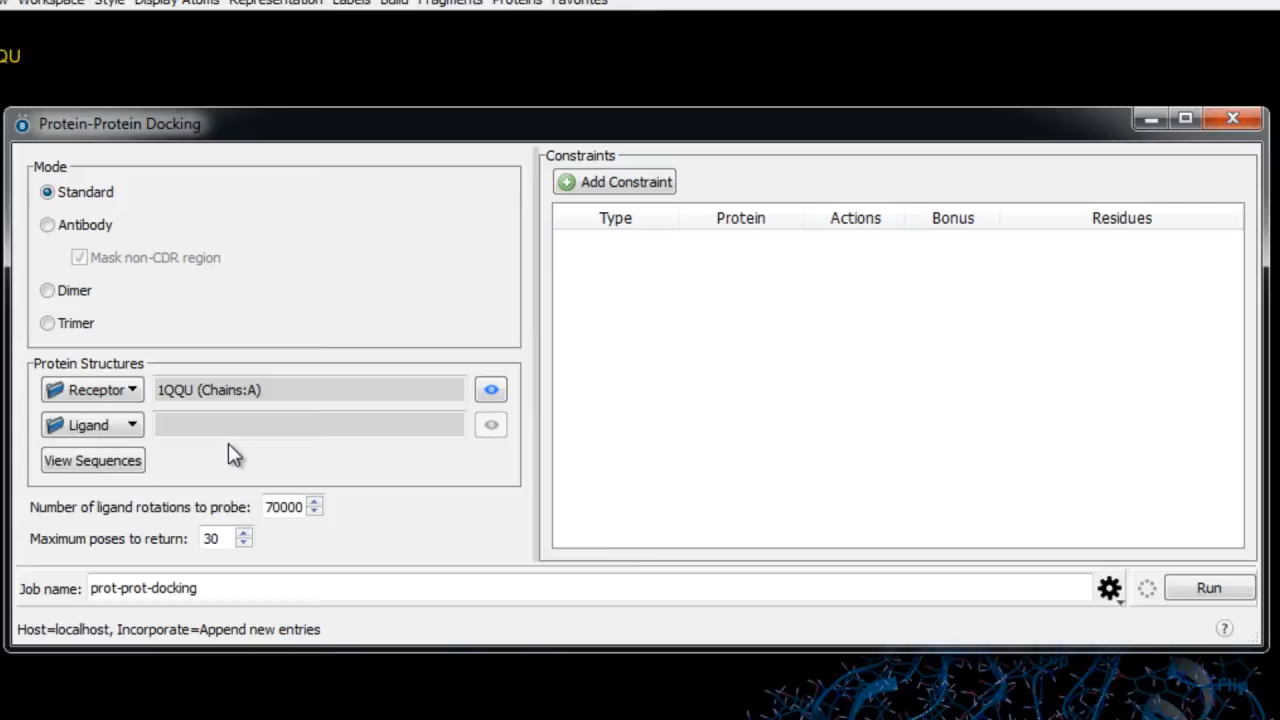 Workspace Style Display Atoms Representation Labels Build Fragments Proteins Favorites
QU
Protein-Protein Docking
Mode
Standard
Antibody
Mask non-CDR region
Dimer
Trimer
Protein Structures
Receptor 1QQU (Chains:A)
Ligand
View Sequences
Number of ligand rotations to probe: 70000
Maximum poses to return: 30
Constraints
Add Constraint
Type Protein Actions Bonus Residues
Job name: prot-prot-docking
Run
Host=localhost, Incorporate=Append new entries
?